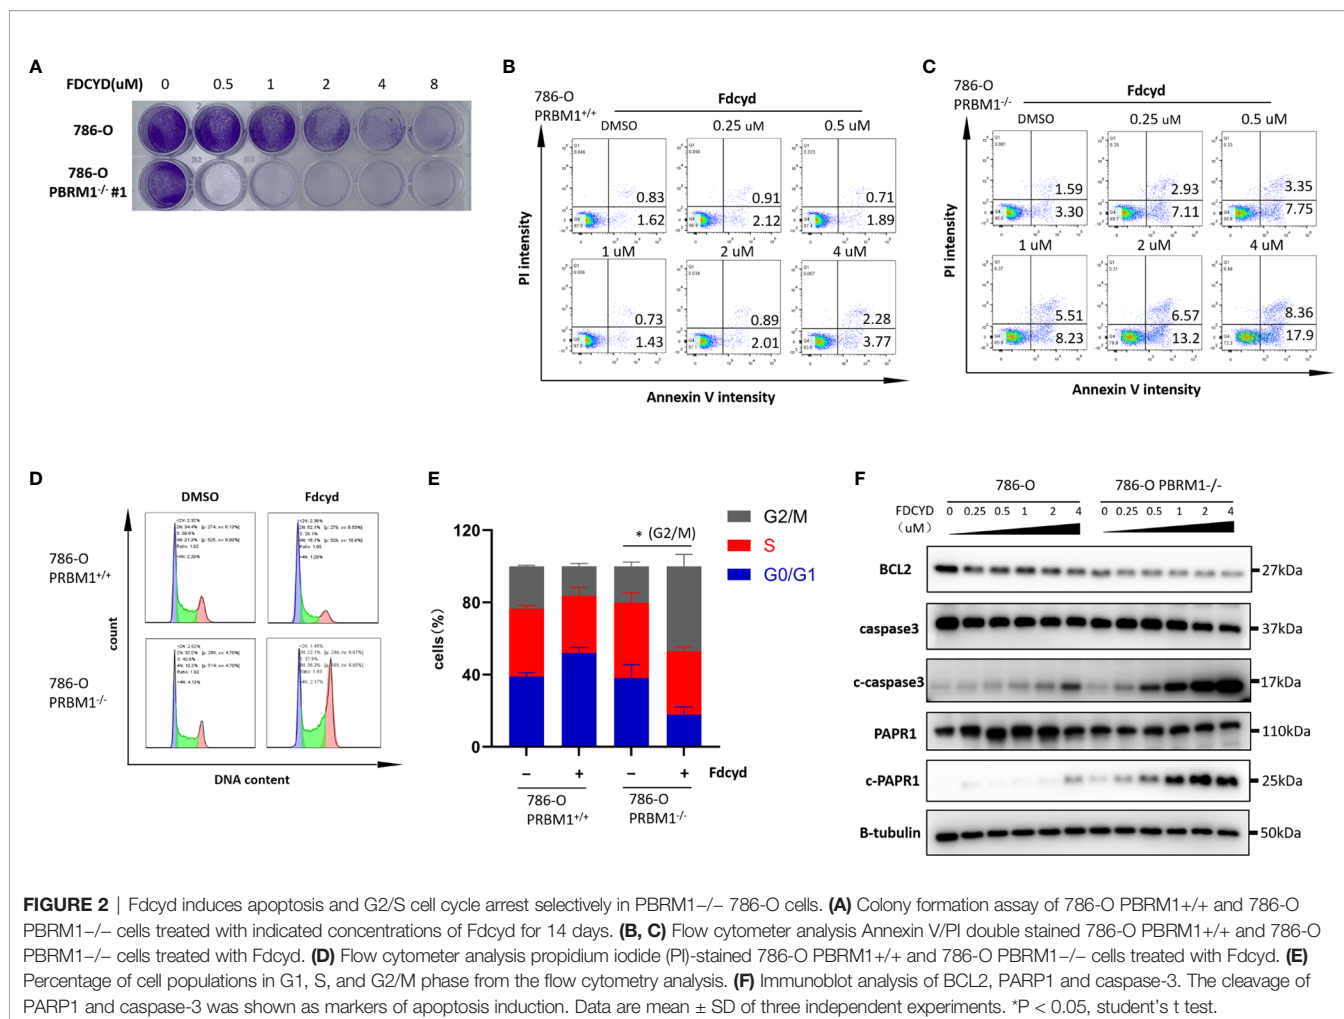 A
FDCYD(uM) 0 0.5 1 2 4 8
786-O
786-O
PBRM1-/- #1
B
786-O
PRBM1+/+
Fdcyd
DMSO 0.25 uM 0.5 uM
0.83 0.91 0.71
1.62 2.12 1.89
1 uM 2 uM 4 uM
0.73 0.89 2.28
1.43 2.01 3.77
PI intensity
Annexin V intensity
C
786-O
PRBM1-/-
Fdcyd
DMSO 0.25 uM 0.5 uM
1.59 2.93 3.35
3.30 7.11 7.75
1 uM 2 uM 4 uM
5.51 6.57 8.36
8.23 13.2 17.9
PI intensity
Annexin V intensity
D
DMSO Fdcyd
786-O
PRBM1+/+
786-O
PRBM1-/-
count
DNA content
E
120
80
40
0
cells(%)
* (G2/M)
G2/M
S
G0/G1
– + – + Fdcyd
786-O 786-O
PRBM1+/+ PRBM1-/-
F
786-O 786-O PBRM1-/-
FDCYD 0 0.25 0.5 1 2 4 0 0.25 0.5 1 2 4
(uM)
BCL2 27kDa
caspase3 37kDa
c-caspase3 17kDa
PAPR1 110kDa
c-PAPR1 25kDa
B-tubulin 50kDa
FIGURE 2 | Fdcyd induces apoptosis and G2/S cell cycle arrest selectively in PBRM1−/− 786-O cells. (A) Colony formation assay of 786-O PBRM1+/+ and 786-O
PBRM1−/− cells treated with indicated concentrations of Fdcyd for 14 days. (B, C) Flow cytometer analysis Annexin V/PI double stained 786-O PBRM1+/+ and 786-O
PBRM1−/− cells treated with Fdcyd. (D) Flow cytometer analysis propidium iodide (PI)-stained 786-O PBRM1+/+ and 786-O PBRM1−/− cells treated with Fdcyd. (E)
Percentage of cell populations in G1, S, and G2/M phase from the flow cytometry analysis. (F) Immunoblot analysis of BCL2, PARP1 and caspase-3. The cleavage of
PARP1 and caspase-3 was shown as markers of apoptosis induction. Data are mean ± SD of three independent experiments. *P < 0.05, student's t test.